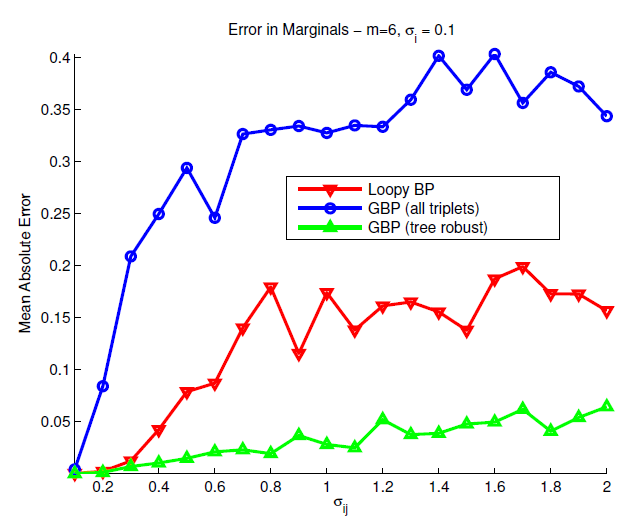 Error in Marginals – m=6, σi = 0.1
Mean Absolute Error
0.4
0.35
0.3
0.25
0.2
0.15
0.1
0.05
Loopy BP
GBP (all triplets)
GBP (tree robust)
0.2 0.4 0.6 0.8 1 1.2 1.4 1.6 1.8 2
σij